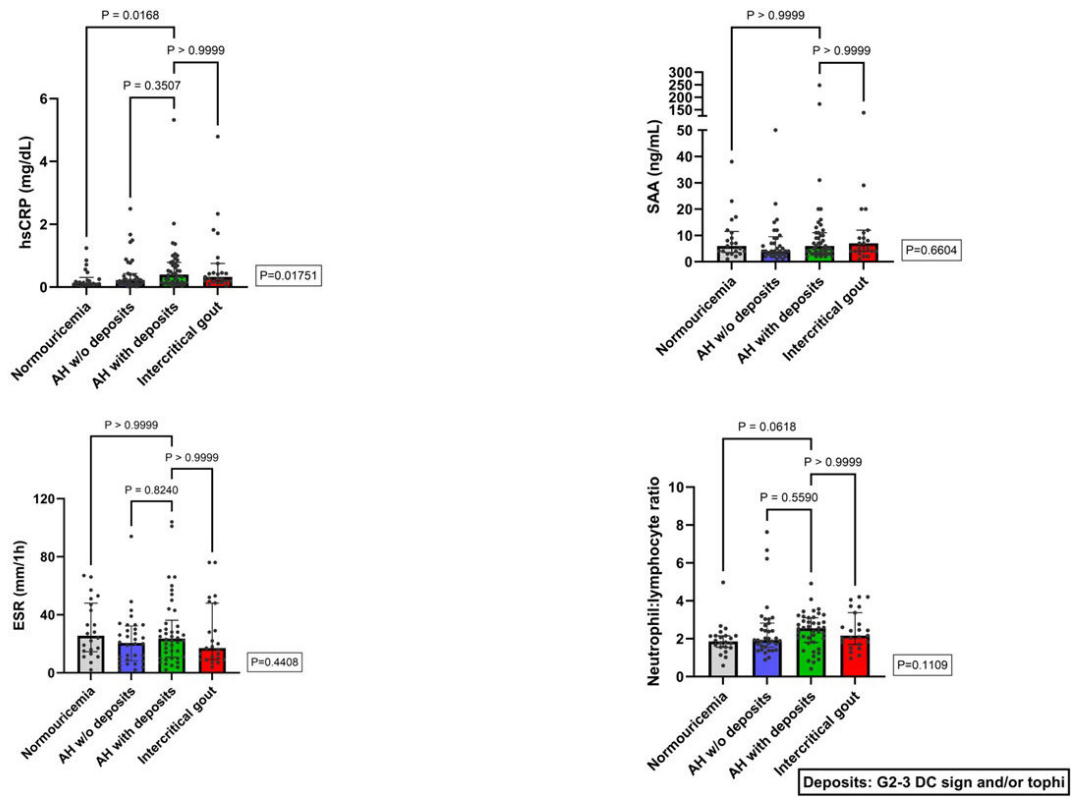 P = 0.0168
P > 0.9999
P = 0.3507
6
4
2
0
hsCRP (mg/dL)
P=0.01751
Normouricemia
AH w/o deposits
AH with deposits
Intercritical gout
P > 0.9999
P > 0.9999
300
250
200
150
50
40
30
20
10
0
SAA (ng/mL)
P=0.6604
Normouricemia
AH w/o deposits
AH with deposits
Intercritical gout
P > 0.9999
P > 0.9999
P = 0.8240
120
80
40
0
ESR (mm/1h)
P=0.4408
Normouricemia
AH w/o deposits
AH with deposits
Intercritical gout
P = 0.0618
P > 0.9999
P = 0.5590
10
8
6
4
2
0
Neutrophil:lymphocyte ratio
P=0.1109
Normouricemia
AH w/o deposits
AH with deposits
Intercritical gout
Deposits: G2-3 DC sign and/or tophi